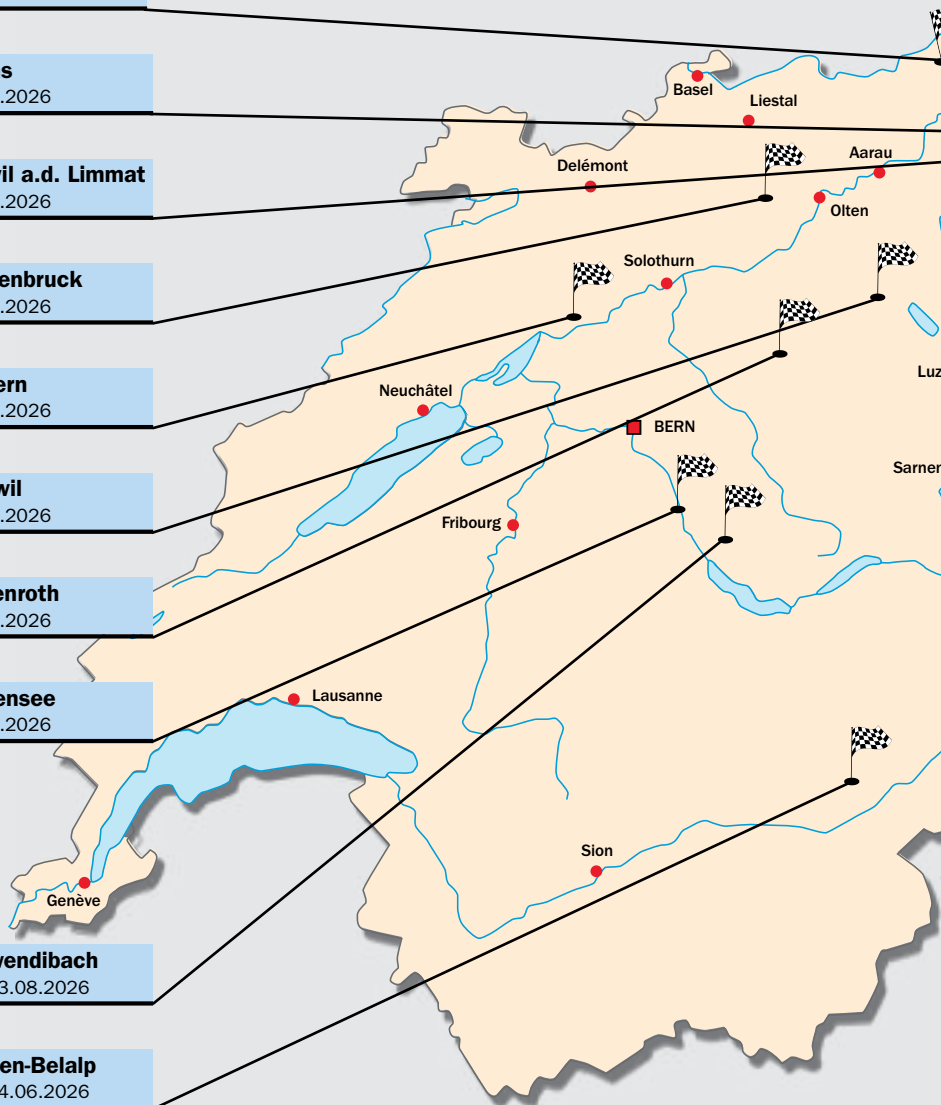 s
.2026
il a.d. Limmat
.2026
enbruck
.2026
ern
.2026
wil
.2026
enroth
.2026
ensee
.2026
vendibach
3.08.2026
en-Belalp
4.06.2026
Basel
Liestal
Delémont
Aarau
Olten
Solothurn
Luz
Neuchâtel
BERN
Sarner
Fribourg
Lausanne
Sion
Genève